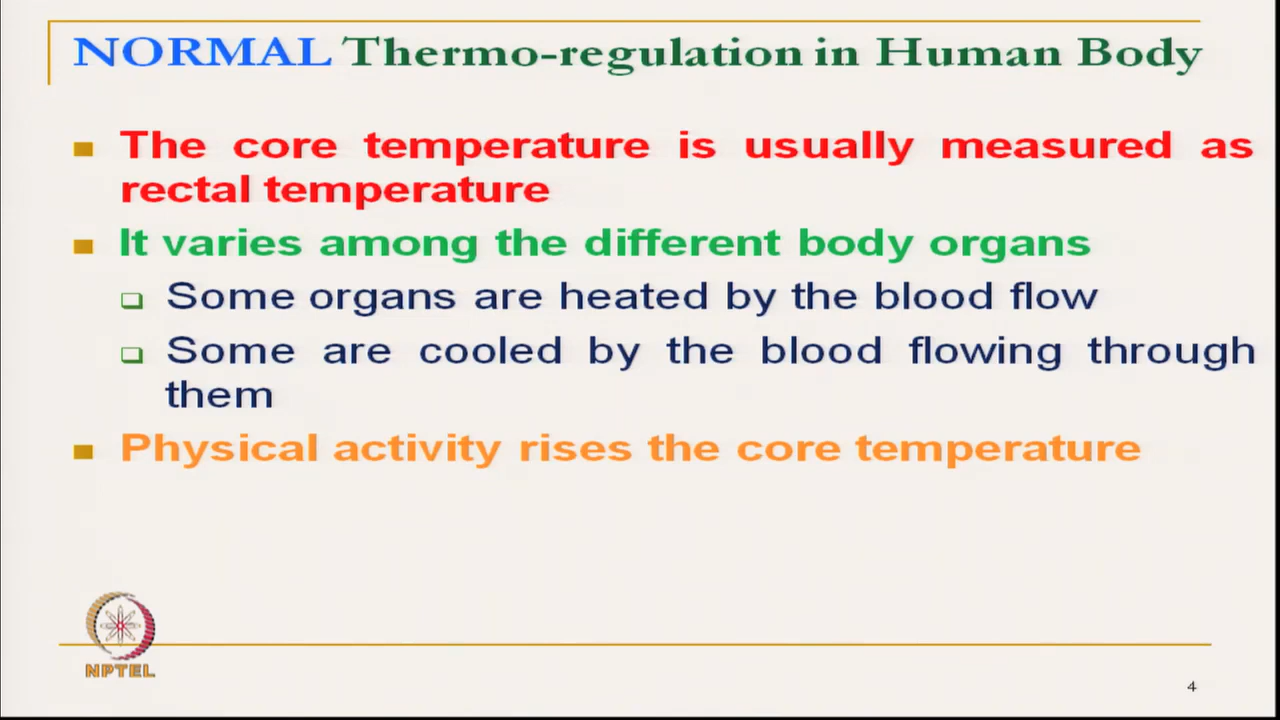 NORMAL Thermo-regulation in Human Body
The core temperature is usually measured as
rectal temperature
It varies among the different body organs
Some organs are heated by the blood flow
Some are cooled by the blood flowing through
them
Physical activity rises the core temperature
NPTEL
4